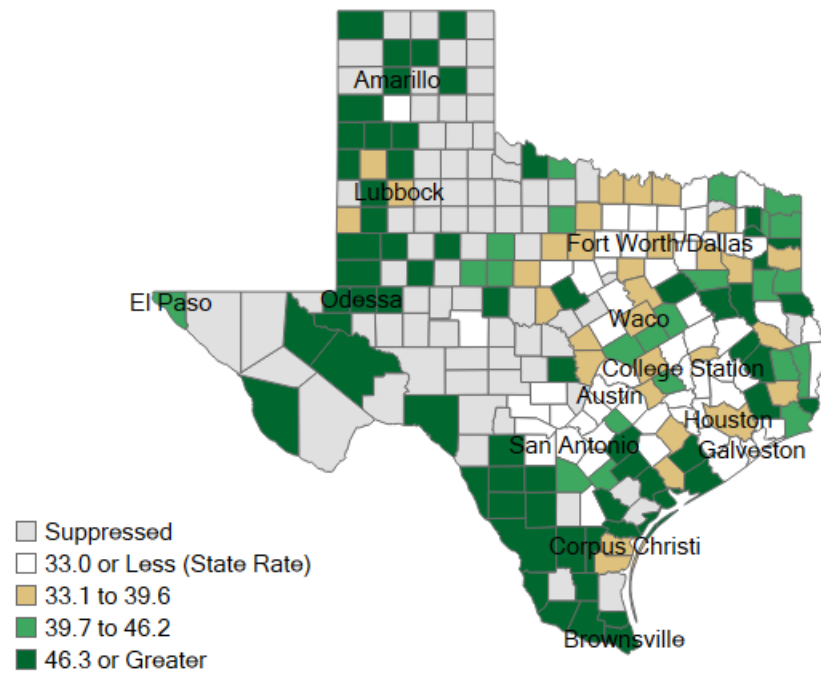 Amarillo
Lubbock
Fort Worth/Dallas
El Paso
Odessa
Waco
College Station
Austin
Houston
San Antonio
Galveston
Corpus Christi
Brownsville
Suppressed
33.0 or Less (State Rate)
33.1 to 39.6
39.7 to 46.2
46.3 or Greater